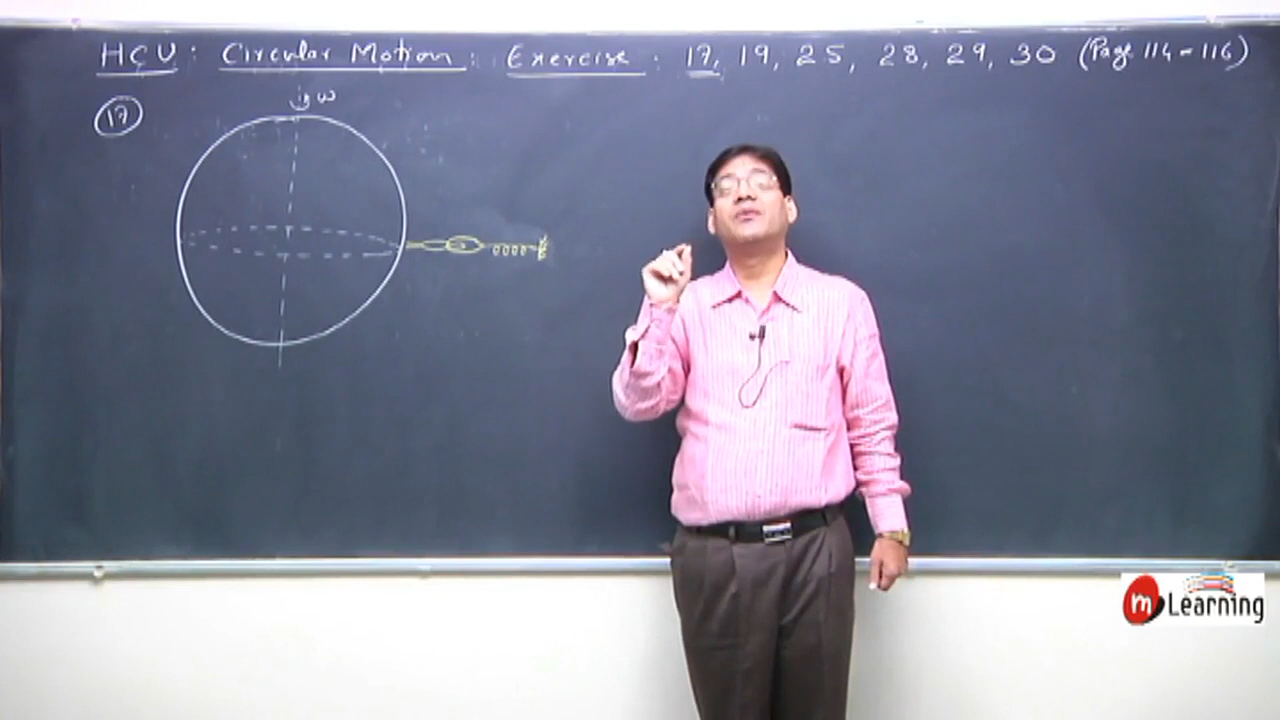 HCV : Circular Motion : Exercise : 17, 19, 25, 28, 29, 30 (Page 114 - 116)
17
ω
m Learning